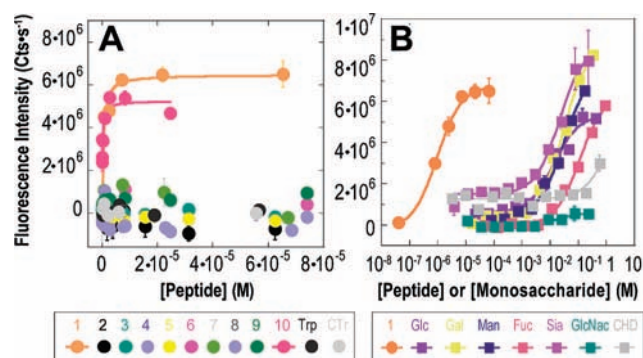 A
B
Fluorescence Intensity (Cts•s⁻¹)
8•10⁶
6•10⁶
4•10⁶
2•10⁶
0
1•10⁷
8•10⁶
6•10⁶
4•10⁶
2•10⁶
0
0 2•10⁻⁵ 4•10⁻⁵ 6•10⁻⁵ 8•10⁻⁵
10⁻⁸ 10⁻⁷ 10⁻⁶ 10⁻⁵ 10⁻⁴ 10⁻³ 10⁻² 10⁻¹ 1 10¹
[Peptide] (M)
[Peptide] or [Monosaccharide] (M)
1 2 3 4 5 6 7 8 9 10 Trp CTr
1 Glc Gal Man Fuc Sia GlcNac CHD